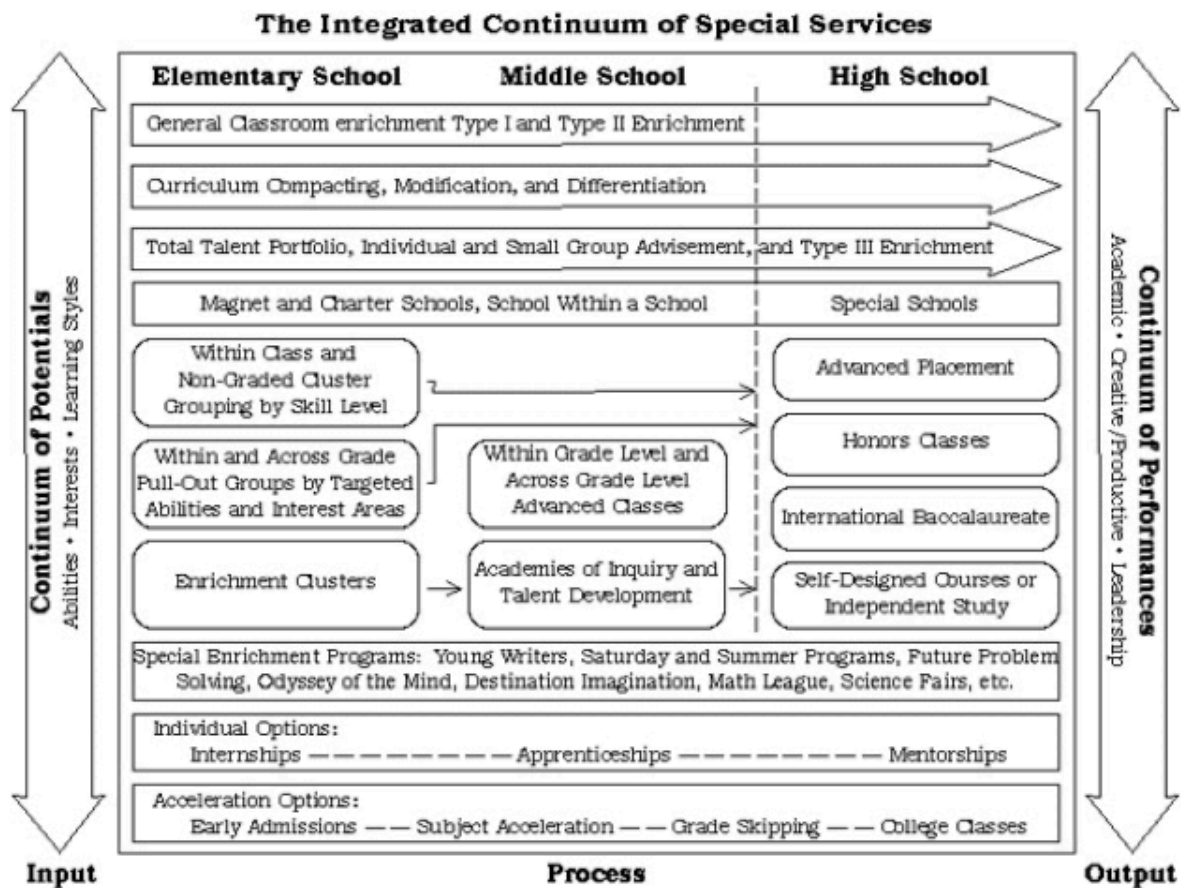 The Integrated Continuum of Special Services
Elementary School
Middle School
High School
General Classroom enrichment Type I and Type II Enrichment
Curriculum Compacting, Modification, and Differentiation
Total Talent Portfolio, Individual and Small Group Advisement, and Type III Enrichment
Magnet and Charter Schools, School Within a School
Special Schools
Within Class and
Non-Graded Cluster
Grouping by Skill Level
Within and Across Grade
Pull-Out Groups by Targeted
Abilities and Interest Areas
Enrichment Clusters
Within Grade Level and
Across Grade Level
Advanced Classes
Academies of Inquiry and
Talent Development
Advanced Placement
Honors Classes
International Baccalaureate
Self-Designed Courses or
Independent Study
Special Enrichment Programs: Young Writers, Saturday and Summer Programs, Future Problem
Solving, Odyssey of the Mind, Destination Imagination, Math League, Science Fairs, etc.
Individual Options:
Internships — — — — — — — Apprenticeships — — — — — — — Mentorships
Acceleration Options:
Early Admissions — — Subject Acceleration — — Grade Skipping — — College Classes
Continuum of Potentials
Abilities • Interests • Learning Styles
Continuum of Performances
Academic • Creative/Productive • Leadership
Input
Process
Output